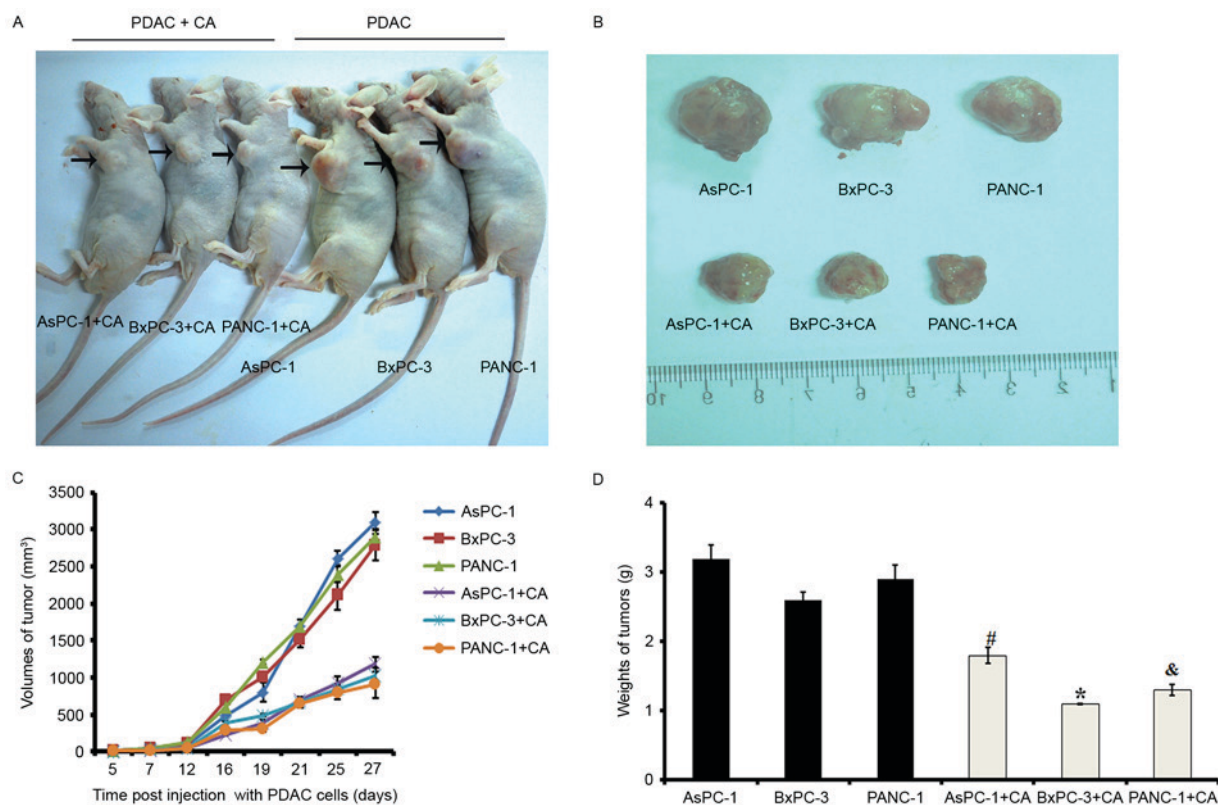 A
PDAC + CA
PDAC
AsPC-1+CA
BxPC-3+CA
PANC-1+CA
AsPC-1
BxPC-3
PANC-1
B
AsPC-1
BxPC-3
PANC-1
AsPC-1+CA
BxPC-3+CA
PANC-1+CA
10 9 8 7 6 5 4 3 2 1
C
Volumes of tumor (mm³)
3500
3000
2500
2000
1500
1000
500
0
5 7 12 16 19 21 25 27
Time post injection with PDAC cells (days)
AsPC-1
BxPC-3
PANC-1
AsPC-1+CA
BxPC-3+CA
PANC-1+CA
D
Weights of tumors (g)
4
3
2
1
0
#
*
&
AsPC-1 BxPC-3 PANC-1 AsPC-1+CA BxPC-3+CA PANC-1+CA